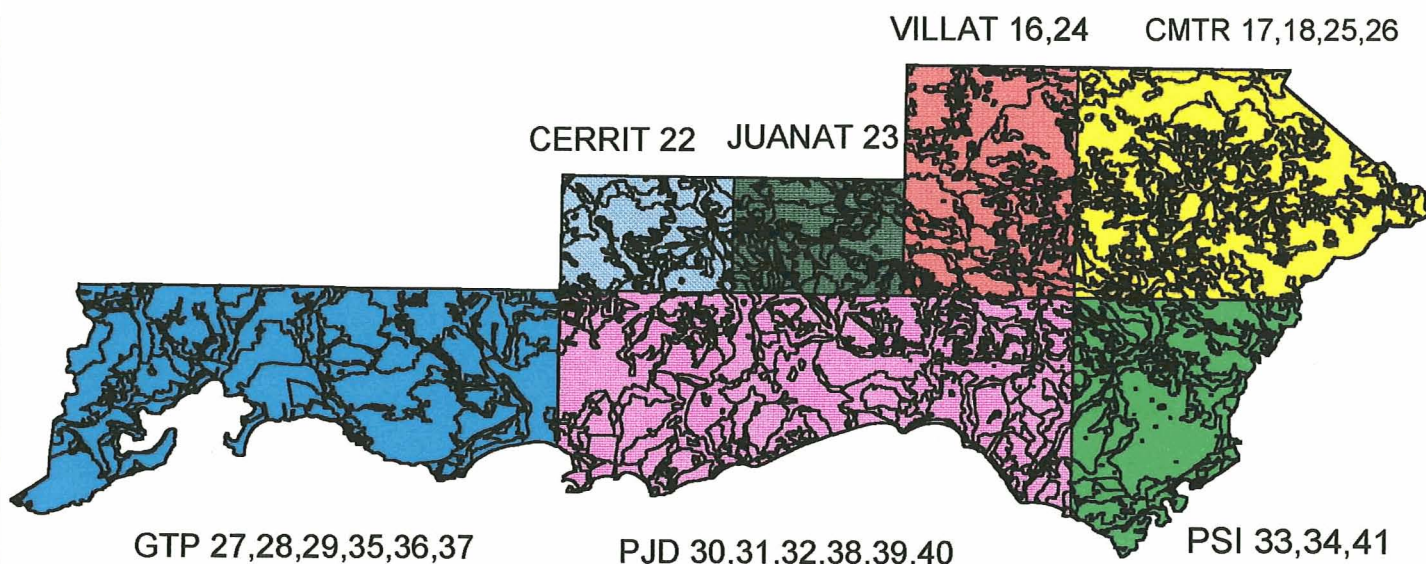 VILLAT 16,24
CMTR 17,18,25,26
CERRIT 22
JUANAT 23
GTP 27,28,29,35,36,37
PJD 30,31,32,38,39,40
PSI 33,34,41